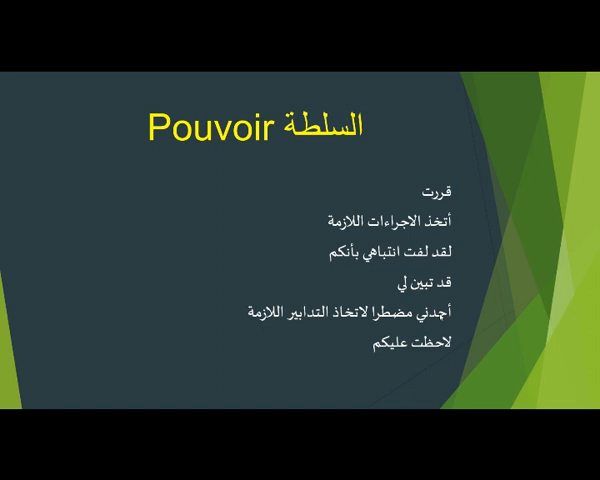 السلطة Pouvoir
قررت
أتخذ الاجراءات اللازمة
لقد لفت انتباهي بأنكم
قد تبين لي
أجدني مضطرا لاتخاذ التدابير اللازمة
لاحظت عليكم